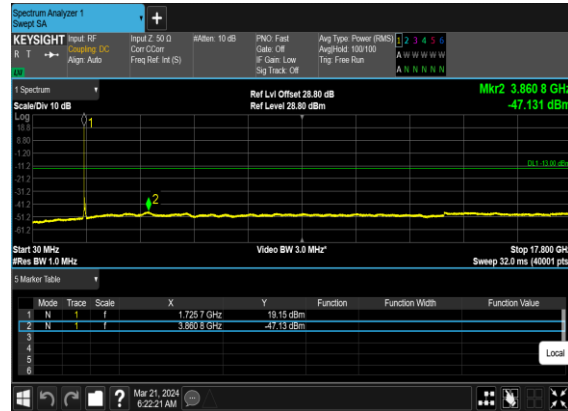 Spectrum Analyzer 1
Swept SA
+
KEYSIGHT Input: RF
R T Coupling: DC
Align: Auto
LW
Input Z: 50 Ω
Corr CCorr
Freq Ref: Int (S)
#Atten: 10 dB
PNO: Fast
Gate: Off
IF Gain: Low
Sig Track: Off
Avg Type: Power (RMS)
Avg|Hold: 100/100
Trig: Free Run
1 2 3 4 5 6
A W W W W W
A N N N N N
1 Spectrum
Scale/Div 10 dB
Log
Ref Lvl Offset 28.80 dB
Ref Level 28.80 dBm
Mkr2 3.860 8 GHz
-47.131 dBm
18.8
8.80
-1.20
-11.2
-21.2
-31.2
-41.2
-51.2
-61.2
1
2
DL1 -13.00 dBm
Start 30 MHz
#Res BW 1.0 MHz
Video BW 3.0 MHz*
Stop 17.800 GHz
Sweep 32.0 ms (40001 pts)
5 Marker Table
Mode Trace Scale X Y Function Function Width Function Value
1 N 1 f 1.725 7 GHz 19.15 dBm
2 N 1 f 3.860 8 GHz -47.13 dBm
3
4
5
6
Local
? Mar 21, 2024
6:22:21 AM